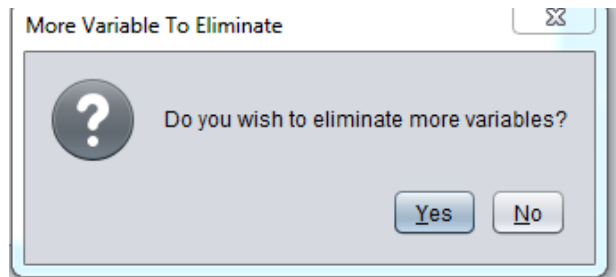 More Variable To Eliminate
Do you wish to eliminate more variables?
Yes No